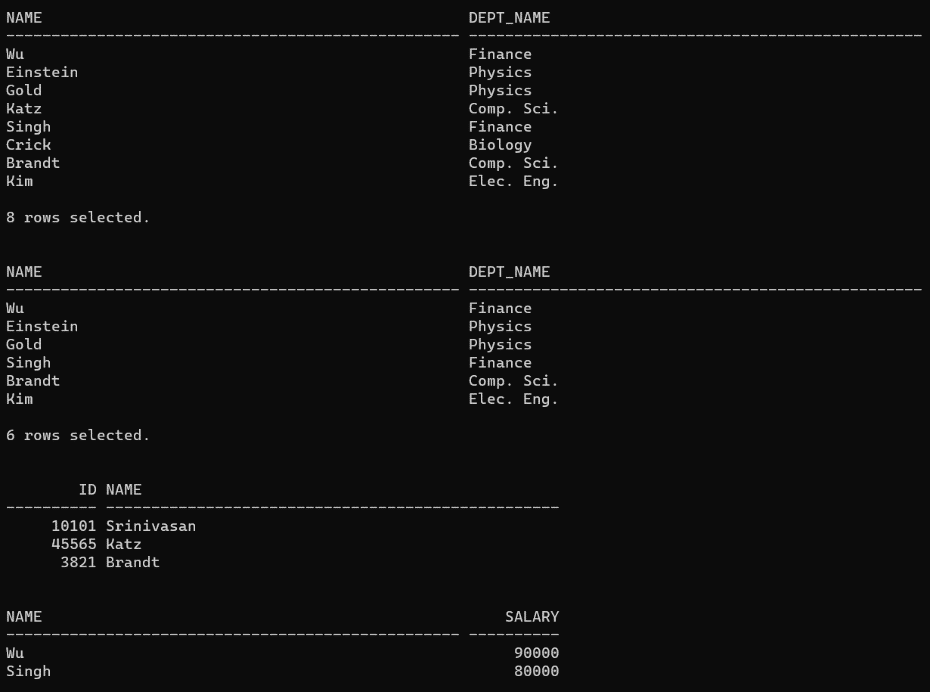 NAME DEPT_NAME
-------------------------------------------------- --------------------------------------------------
Wu Finance
Einstein Physics
Gold Physics
Katz Comp. Sci.
Singh Finance
Crick Biology
Brandt Comp. Sci.
Kim Elec. Eng.
8 rows selected.
NAME DEPT_NAME
-------------------------------------------------- --------------------------------------------------
Wu Finance
Einstein Physics
Gold Physics
Singh Finance
Brandt Comp. Sci.
Kim Elec. Eng.
6 rows selected.
ID NAME
---------- --------------------------------------------------
10101 Srinivasan
45565 Katz
3821 Brandt
NAME SALARY
-------------------------------------------------- ----------
Wu 90000
Singh 80000